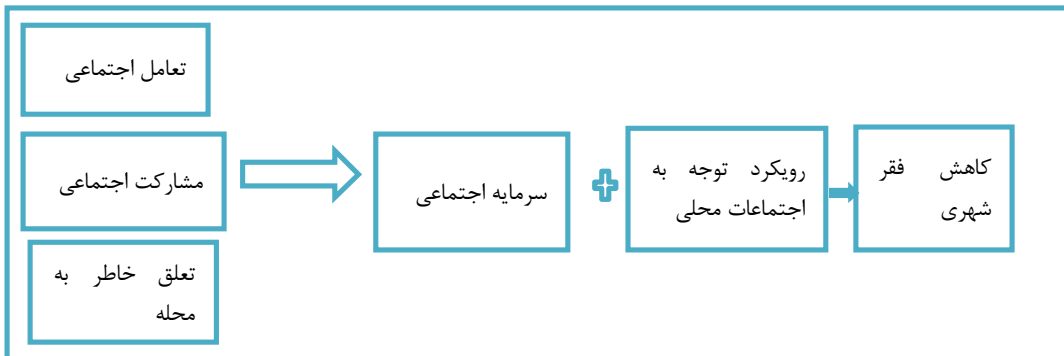 تعامل اجتماعی
مشارکت اجتماعی
تعلق خاطر به
محله
سرمایه اجتماعی
رویکرد توجه به
اجتماعات محلی
کاهش فقر
شهری